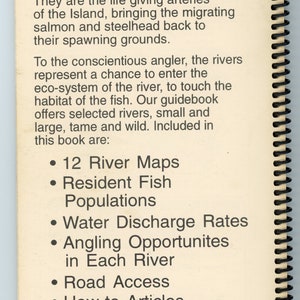 They are the life giving arteries
of the Island, bringing the migrating
salmon and steelhead back to
their spawning grounds.
To the conscientious angler, the rivers
represent a chance to enter the
eco-system of the river, to touch the
habitat of the fish. Our guidebook
offers selected rivers, small and
large, tame and wild. Included in
this book are:
• 12 River Maps
• Resident Fish
Populations
• Water Discharge Rates
• Angling Opportunites
in Each River
• Road Access
• How to Articles